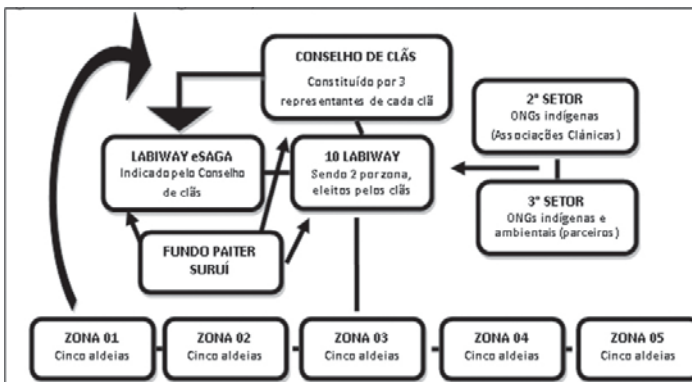 CONSELHO DE CLÃS
Constituído por 3
representantes de cada clã
2º SETOR
ONGs indígenas
(Associações Clánicas)
LABIWAY eSAGA
Indicado pelo Conselho
de clãs
10 LABIWAY
Sendo 2 por zona,
eleitos pelos clãs
3º SETOR
ONGs indígenas e
ambientais (parceiros)
FUNDO PAITER
SURUÍ
ZONA 01
Cinco aldeias
ZONA 02
Cinco aldeias
ZONA 03
Cinco aldeias
ZONA 04
Cinco aldeias
ZONA 05
Cinco aldeias